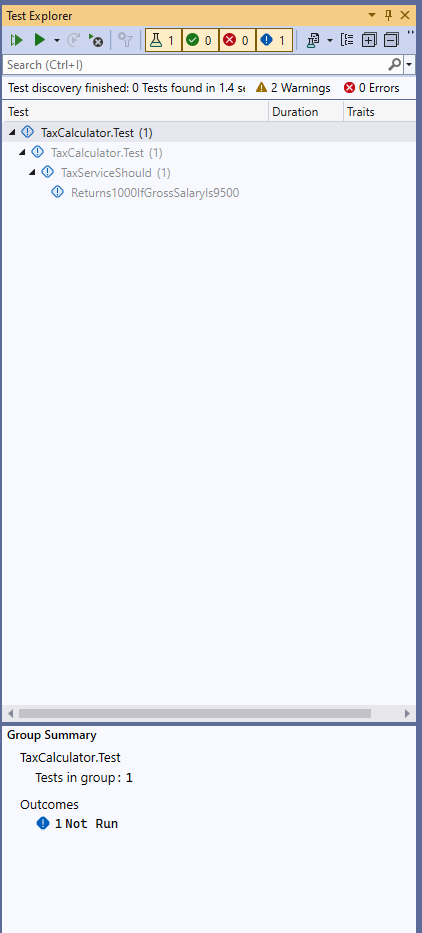 Test Explorer
1 0 0 1
Search (Ctrl+I)
Test discovery finished: 0 Tests found in 1.4 se 2 Warnings 0 Errors
Test Duration Traits
TaxCalculator.Test (1)
TaxCalculator.Test (1)
TaxServiceShould (1)
Returns1000IfGrossSalaryIs9500
Group Summary
TaxCalculator.Test
Tests in group: 1
Outcomes
1 Not Run